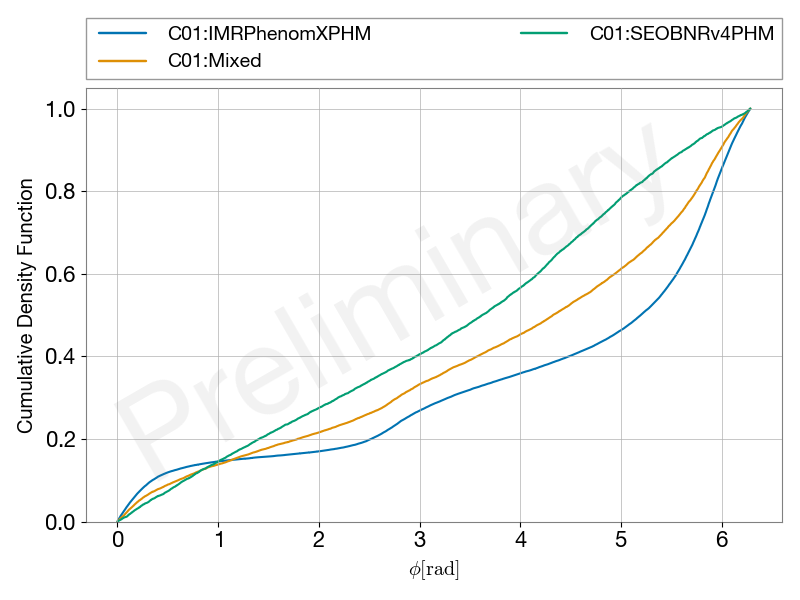 C01:IMRPhenomXPHM
C01:Mixed
C01:SEOBNRv4PHM
Cumulative Density Function
1.0
0.8
0.6
0.4
0.2
0.0
Preliminary
0 1 2 3 4 5 6
ϕ[rad]